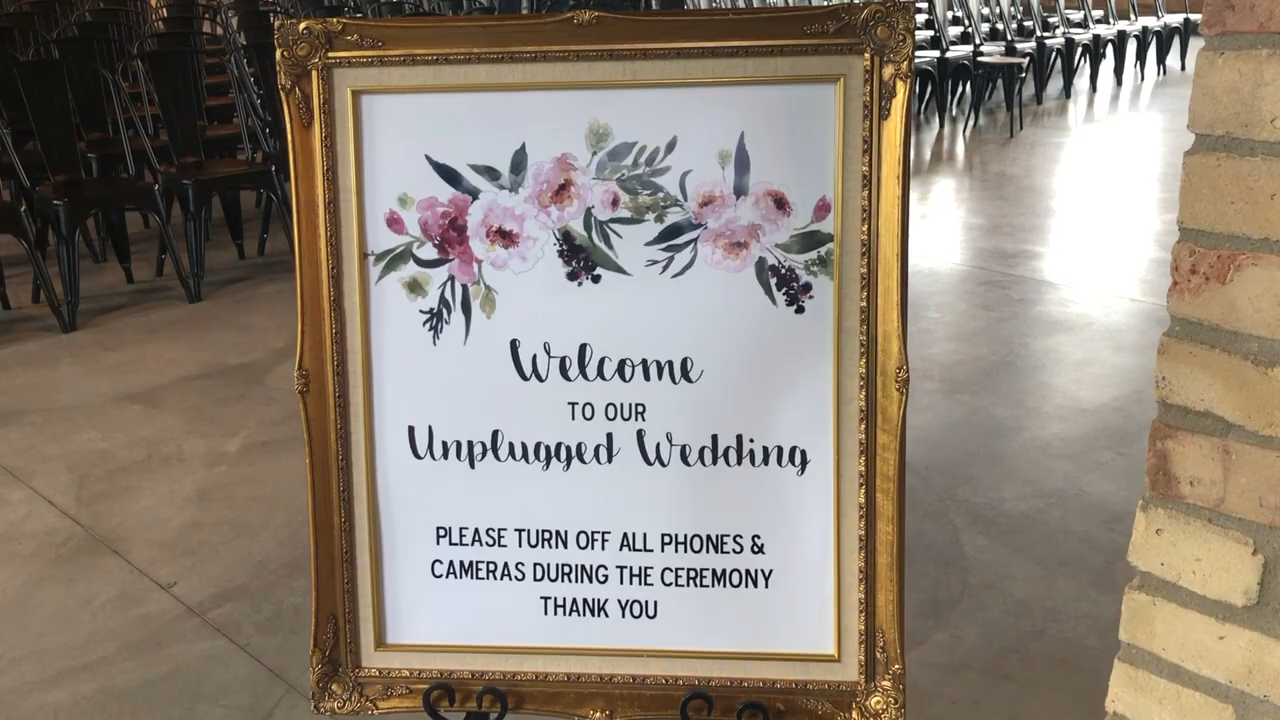 Welcome
TO OUR
Unplugged Wedding
PLEASE TURN OFF ALL PHONES &
CAMERAS DURING THE CEREMONY
THANK YOU